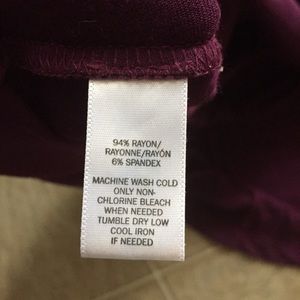 94% RAYON/
RAYONNE/RAYÓN
6% SPANDEX
MACHINE WASH COLD
ONLY NON-
CHLORINE BLEACH
WHEN NEEDED
TUMBLE DRY LOW
COOL IRON
IF NEEDED